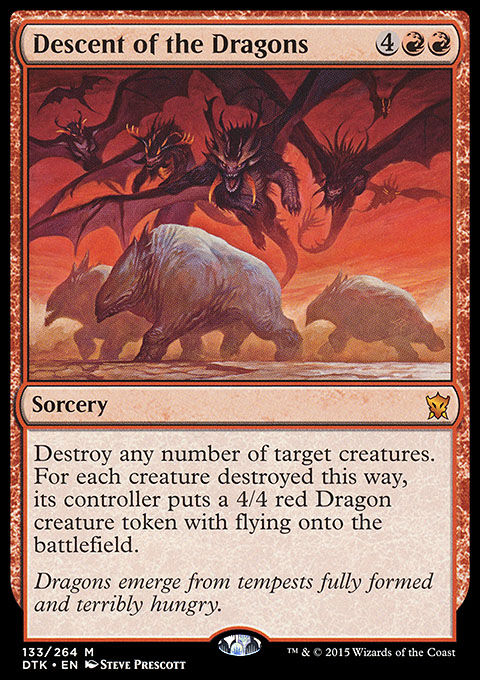 Descent of the Dragons 4
Sorcery
Destroy any number of target creatures.
For each creature destroyed this way,
its controller puts a 4/4 red Dragon
creature token with flying onto the
battlefield.
Dragons emerge from tempests fully formed
and terribly hungry.
133/264 M
DTK • EN Steve Prescott
™ & © 2015 Wizards of the Coast